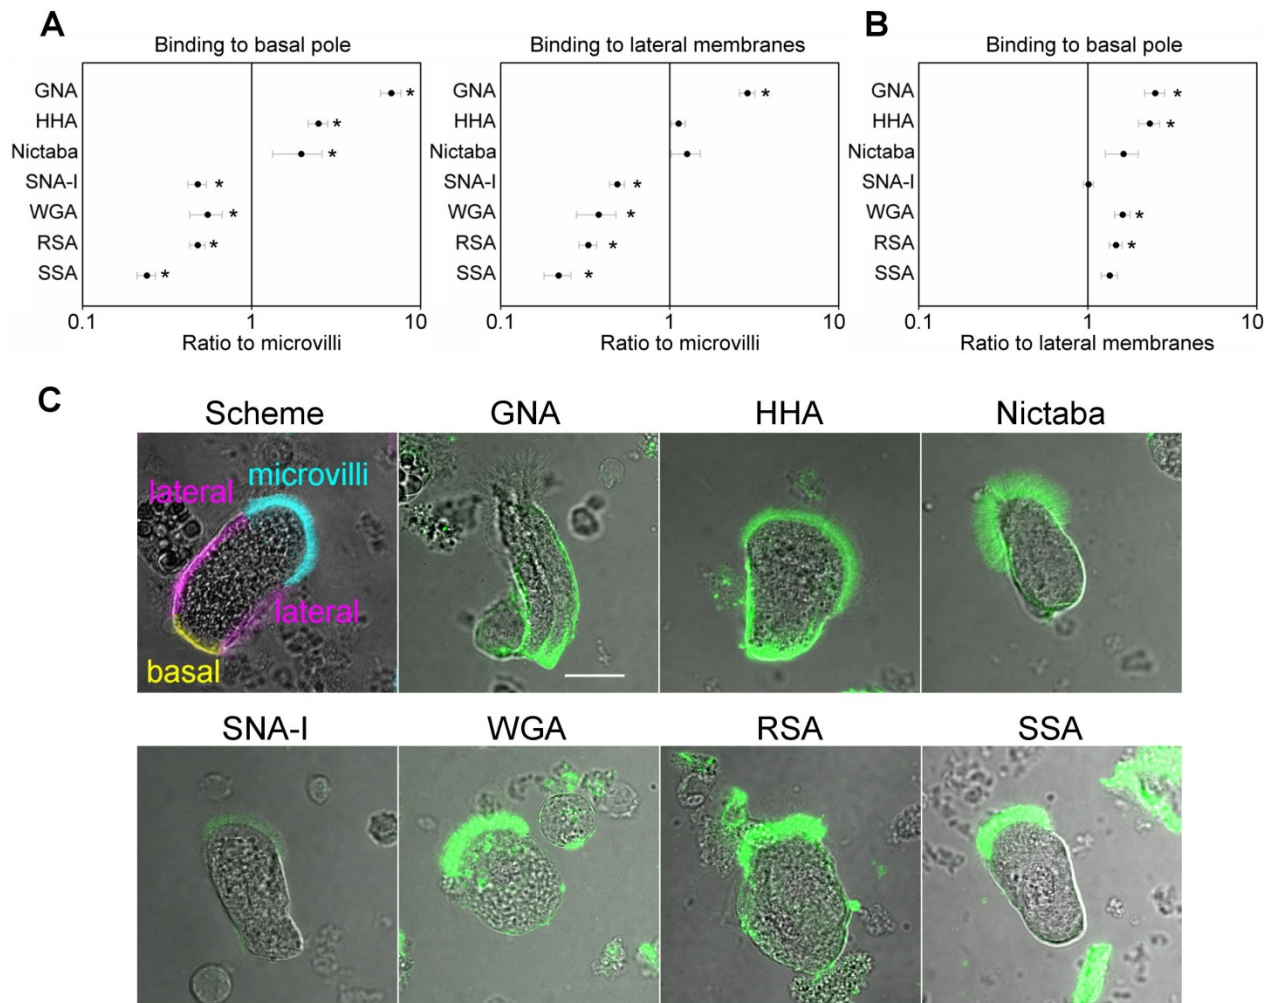 A
Binding to basal pole
GNA *
HHA *
Nictaba *
SNA-I *
WGA *
RSA *
SSA *
0.1 1 10
Ratio to microvilli
Binding to lateral membranes
GNA *
HHA
Nictaba
SNA-I *
WGA *
RSA *
SSA *
0.1 1 10
Ratio to microvilli
B
Binding to basal pole
GNA *
HHA *
Nictaba
SNA-I
WGA *
RSA *
SSA
0.1 1 10
Ratio to lateral membranes
C
Scheme GNA HHA Nictaba
microvilli
lateral
lateral
basal
SNA-I WGA RSA SSA